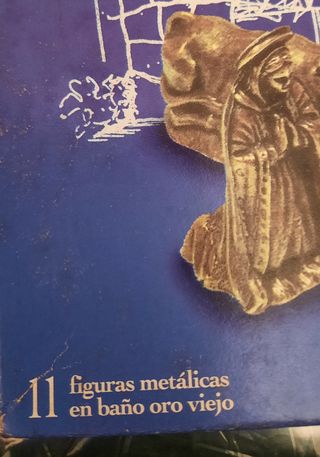 11 figuras metálicas
en baño oro viejo